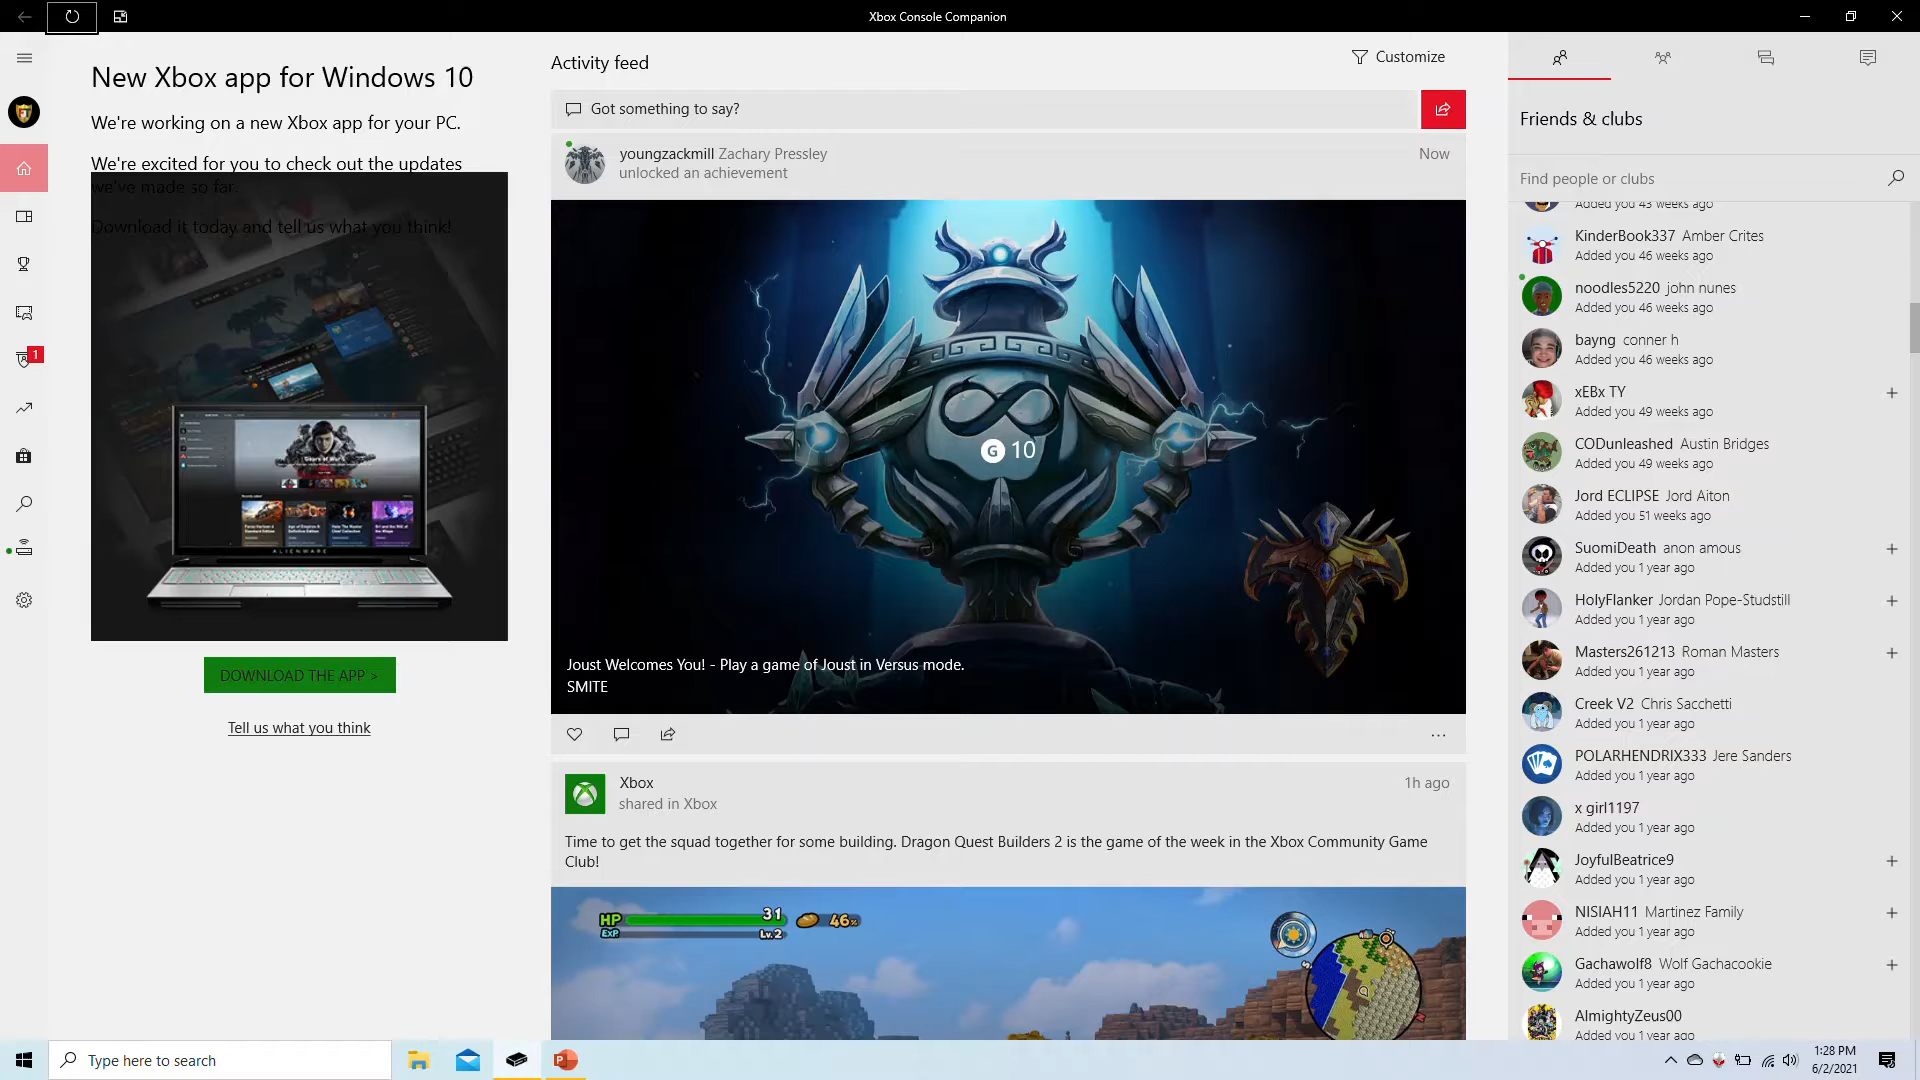 Xbox Console Companion
New Xbox app for Windows 10
We're working on a new Xbox app for your PC.
We're excited for you to check out the updates
we've made so far.
Download it today and tell us what you think!
ALIENWARE
DOWNLOAD THE APP >
Tell us what you think
1
Activity feed
Customize
Got something to say?
youngzackmill Zachary Pressley
Now
unlocked an achievement
G 10
Joust Welcomes You! - Play a game of Joust in Versus mode.
SMITE
Xbox
1h ago
shared in Xbox
Time to get the squad together for some building. Dragon Quest Builders 2 is the game of the week in the Xbox Community Game
Club!
HP 31 46%
EXP Lv.2
Friends & clubs
Find people or clubs
Added you 43 weeks ago
KinderBook337 Amber Crites
Added you 46 weeks ago
noodles5220 john nunes
Added you 46 weeks ago
bayng conner h
Added you 46 weeks ago
xEBx TY
Added you 49 weeks ago
CODunleashed Austin Bridges
Added you 49 weeks ago
Jord ECLIPSE Jord Aiton
Added you 51 weeks ago
SuomiDeath anon amous
Added you 1 year ago
HolyFlanker Jordan Pope-Studstill
Added you 1 year ago
Masters261213 Roman Masters
Added you 1 year ago
Creek V2 Chris Sacchetti
Added you 1 year ago
POLARHENDRIX333 Jere Sanders
Added you 1 year ago
x girl1197
Added you 1 year ago
JoyfulBeatrice9
Added you 1 year ago
NISIAH11 Martinez Family
Added you 1 year ago
Gachawolf8 Wolf Gachacookie
Added you 1 year ago
AlmightyZeus00
Added you 1 year ago
Type here to search
1:28 PM
6/2/2021